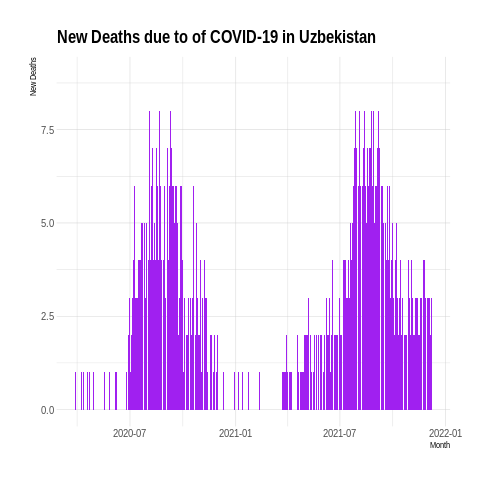 New Deaths due to of COVID-19 in Uzbekistan
New Deaths
7.5
5.0
2.5
0.0
2020-07
2021-01
2021-07
2022-01
Month